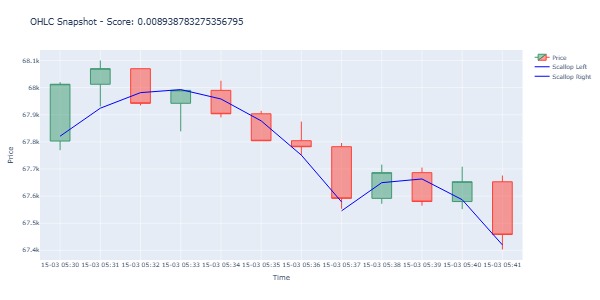 OHLC Snapshot - Score: 0.008938783275356795
68.1k
68k
67.9k
67.8k
67.7k
67.6k
67.5k
67.4k
Price
15-03 05:30 15-03 05:31 15-03 05:32 15-03 05:33 15-03 05:34 15-03 05:35 15-03 05:36 15-03 05:37 15-03 05:38 15-03 05:39 15-03 05:40 15-03 05:41
Time
Price
Scallop Left
Scallop Right